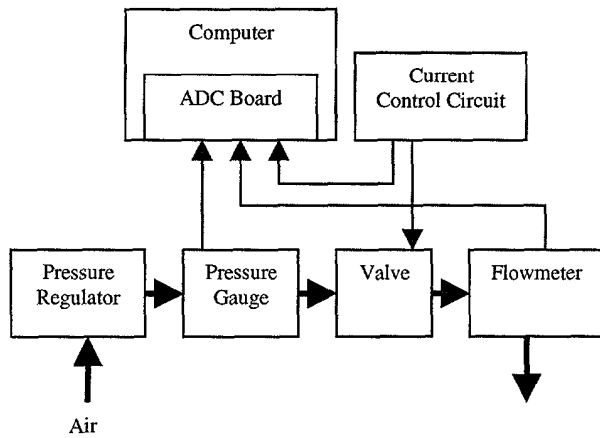 Computer
ADC Board
Current
Control Circuit
Pressure
Regulator
Pressure
Gauge
Valve
Flowmeter
Air